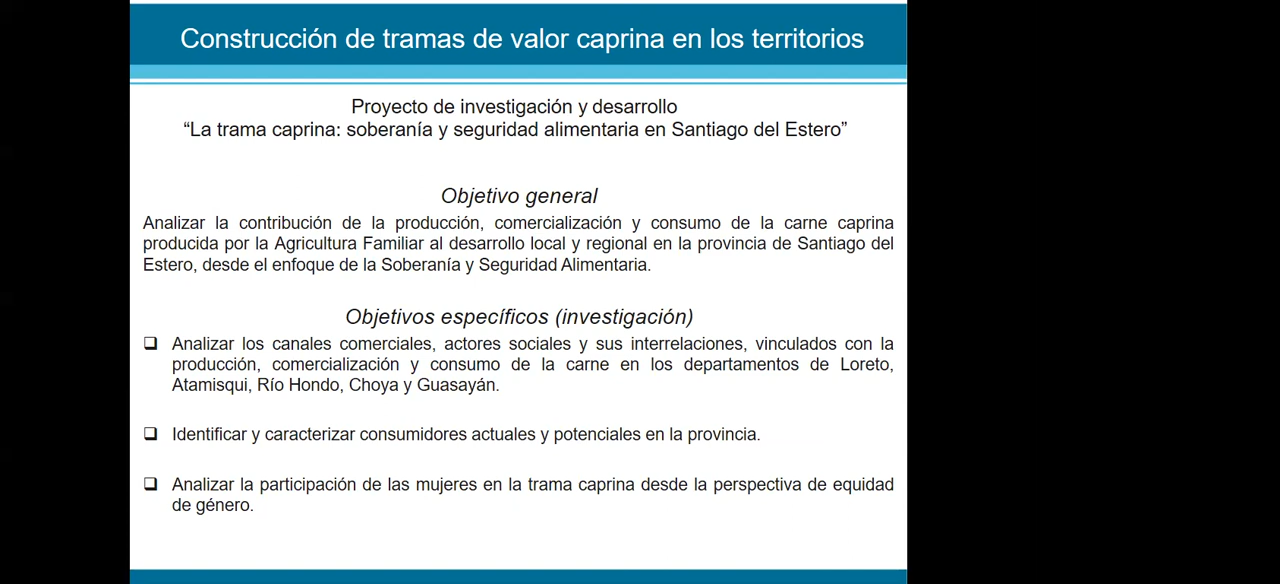 Construcción de tramas de valor caprina en los territorios
Proyecto de investigación y desarrollo
“La trama caprina: soberanía y seguridad alimentaria en Santiago del Estero”
Objetivo general
Analizar la contribución de la producción, comercialización y consumo de la carne caprina
producida por la Agricultura Familiar al desarrollo local y regional en la provincia de Santiago del
Estero, desde el enfoque de la Soberanía y Seguridad Alimentaria.
Objetivos específicos (investigación)
❑ Analizar los canales comerciales, actores sociales y sus interrelaciones, vinculados con la
producción, comercialización y consumo de la carne en los departamentos de Loreto,
Atamisqui, Río Hondo, Choya y Guasayán.
❑ Identificar y caracterizar consumidores actuales y potenciales en la provincia.
❑ Analizar la participación de las mujeres en la trama caprina desde la perspectiva de equidad
de género.